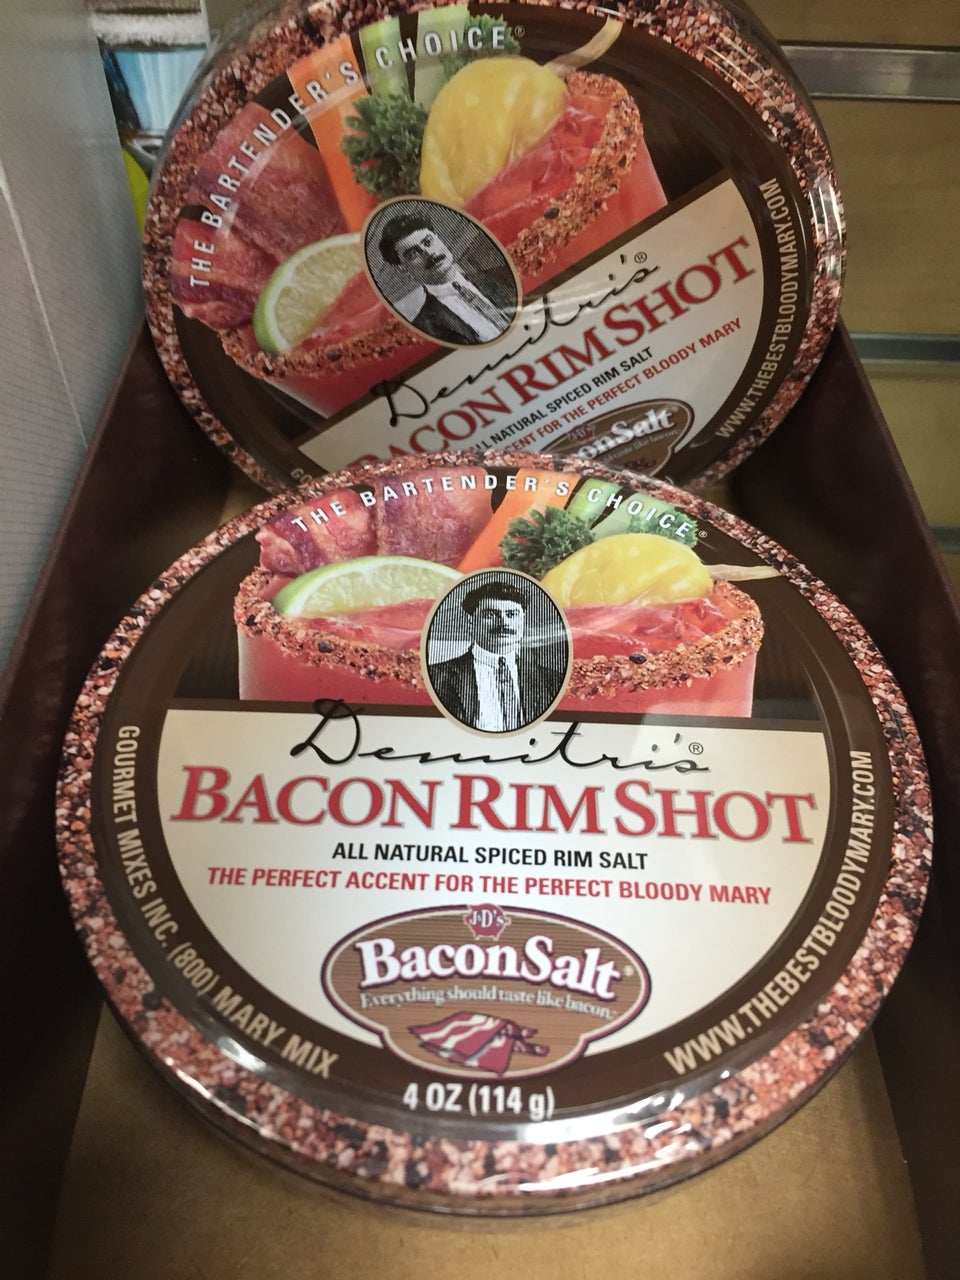 THE BARTENDER'S CHOICE®
Demitri's®
BACON RIM SHOT
ALL NATURAL SPICED RIM SALT
ACCENT FOR THE PERFECT BLOODY MARY
BaconSalt
WWW.THEBESTBLOODYMARY.COM
THE BARTENDER'S CHOICE®
Demitri's®
BACON RIM SHOT
ALL NATURAL SPICED RIM SALT
THE PERFECT ACCENT FOR THE PERFECT BLOODY MARY
J&D's
BaconSalt®
Everything should taste like bacon.
GOURMET MIXES INC. (800) MARY MIX
WWW.THEBESTBLOODYMARY.COM
4 OZ (114 g)